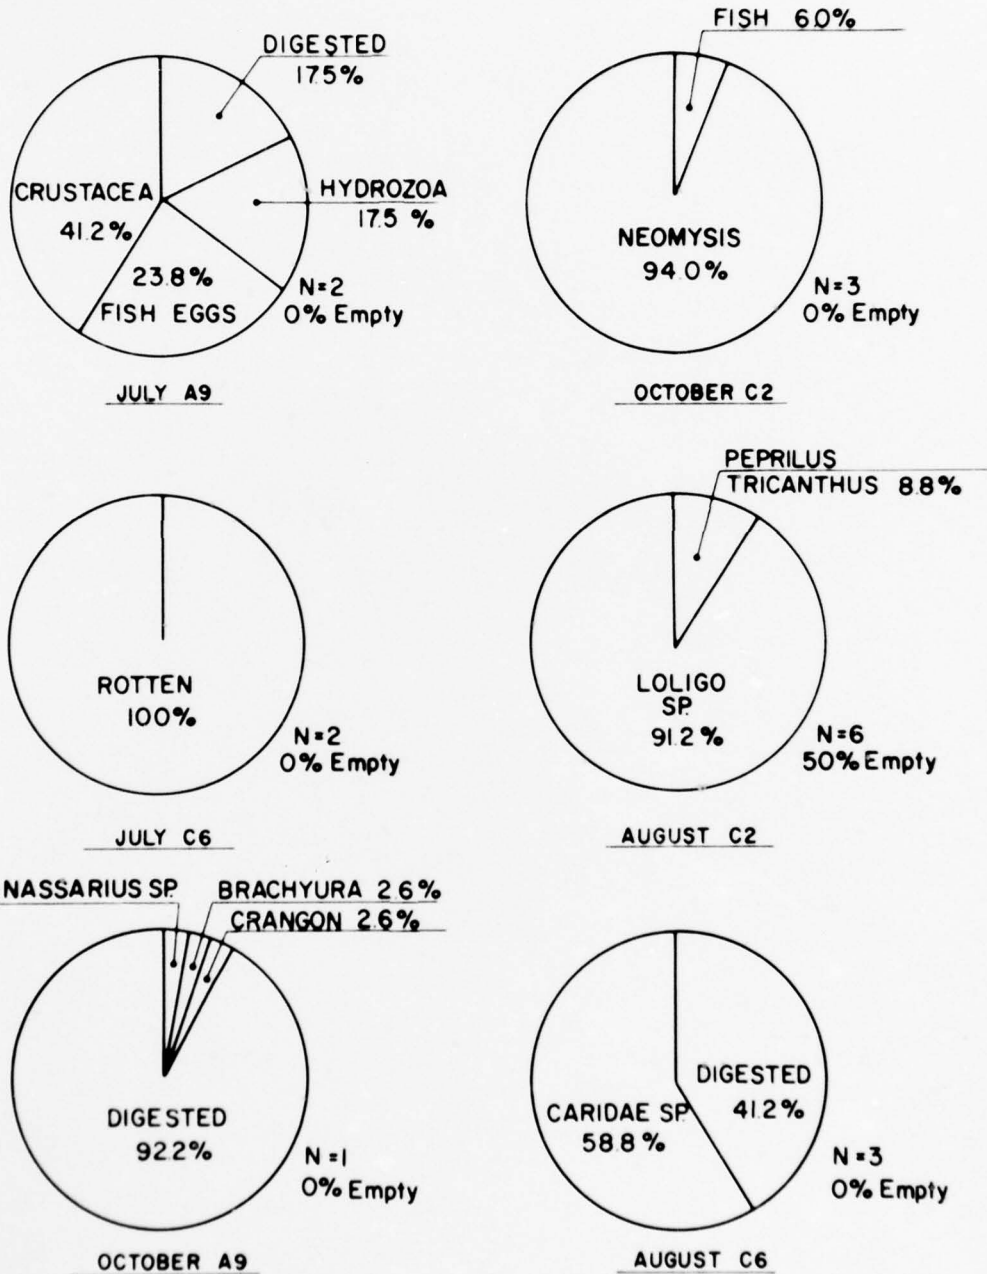 DIGESTED
17.5%
CRUSTACEA
41.2%
HYDROZOA
17.5 %
23.8%
FISH EGGS
N=2
0% Empty
JULY A9
FISH 6.0%
NEOMYSIS
94.0%
N=3
0% Empty
OCTOBER C2
ROTTEN
100%
N=2
0% Empty
JULY C6
PEPRILUS
TRICANTHUS 8.8%
LOLIGO
SP.
91.2 %
N=6
50% Empty
AUGUST C2
NASSARIUS SP.
BRACHYURA 2.6%
CRANGON 2.6%
DIGESTED
92.2%
N=1
0% Empty
OCTOBER A9
DIGESTED
41.2%
CARIDAE SP.
58.8%
N=3
0% Empty
AUGUST C6